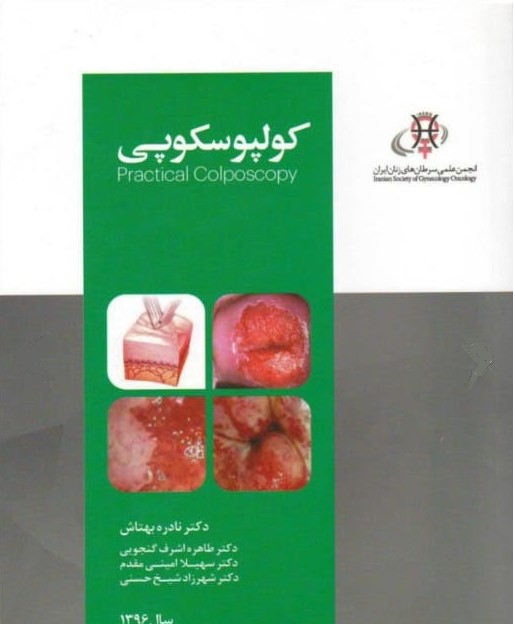 کولپوسکوپی
Practical Colposcopy
انجمن علمی سرطان‌های زنان ایران
Iranian Society of Gynecology Oncology
دکتر نادره بهتاش
دکتر طاهره اشرف گنجویی
دکتر سهیلا امینی مقدم
دکتر شهرزاد شیخ حسنی
سال ۱۳۹۶